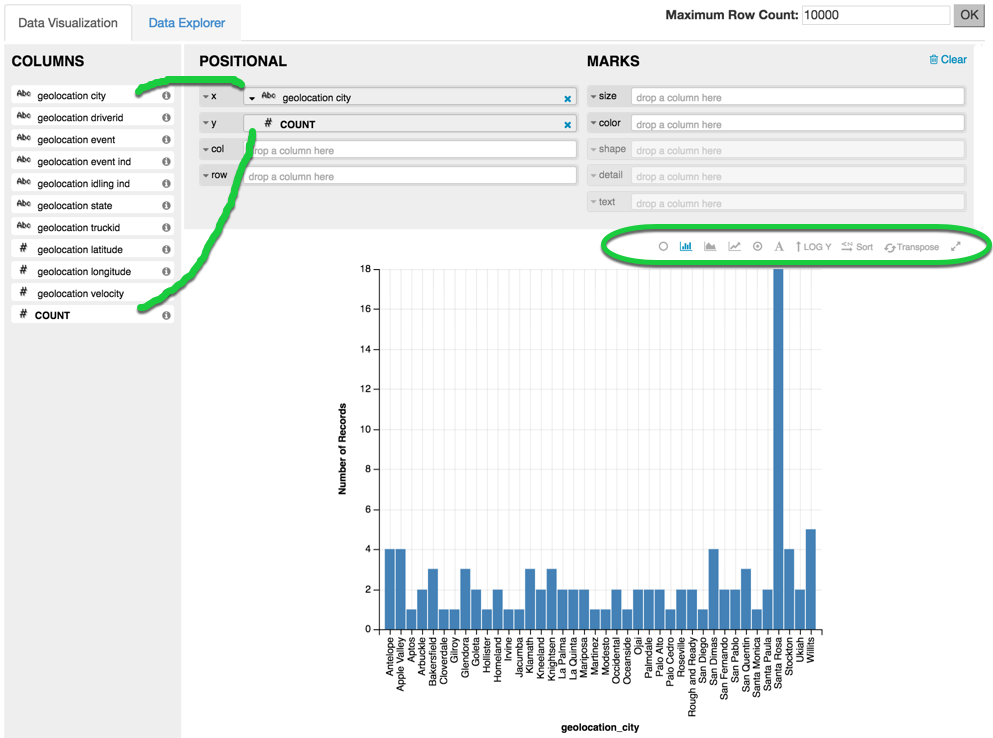 Data Visualization
Data Explorer
Maximum Row Count: 10000 OK
COLUMNS
Abc geolocation city
Abc geolocation driverid
Abc geolocation event
Abc geolocation event ind
Abc geolocation idling ind
Abc geolocation state
Abc geolocation truckid
# geolocation latitude
# geolocation longitude
# geolocation velocity
# COUNT
POSITIONAL
x Abc geolocation city
y # COUNT
col drop a column here
row drop a column here
MARKS
Clear
size drop a column here
color drop a column here
shape drop a column here
detail drop a column here
text drop a column here
A LOG Y Sort Transpose
Number of Records
18
16
14
12
10
8
6
4
2
0
Antelope
Apple Valley
Aptos
Arbuckle
Bakersfield
Cloverdale
Gilroy
Glendora
Goleta
Hollister
Homeland
Irvine
Jacumba
Klamath
Kneeland
Knightsen
La Palma
La Quinta
Mariposa
Martinez
Modesto
Occidental
Oceanside
Ojai
Palmdale
Palo Alto
Palo Cedro
Roseville
Rough and Ready
San Diego
San Dimas
San Fernando
San Pablo
San Quentin
Santa Monica
Santa Paula
Santa Rosa
Stockton
Ukiah
Willits
geolocation_city